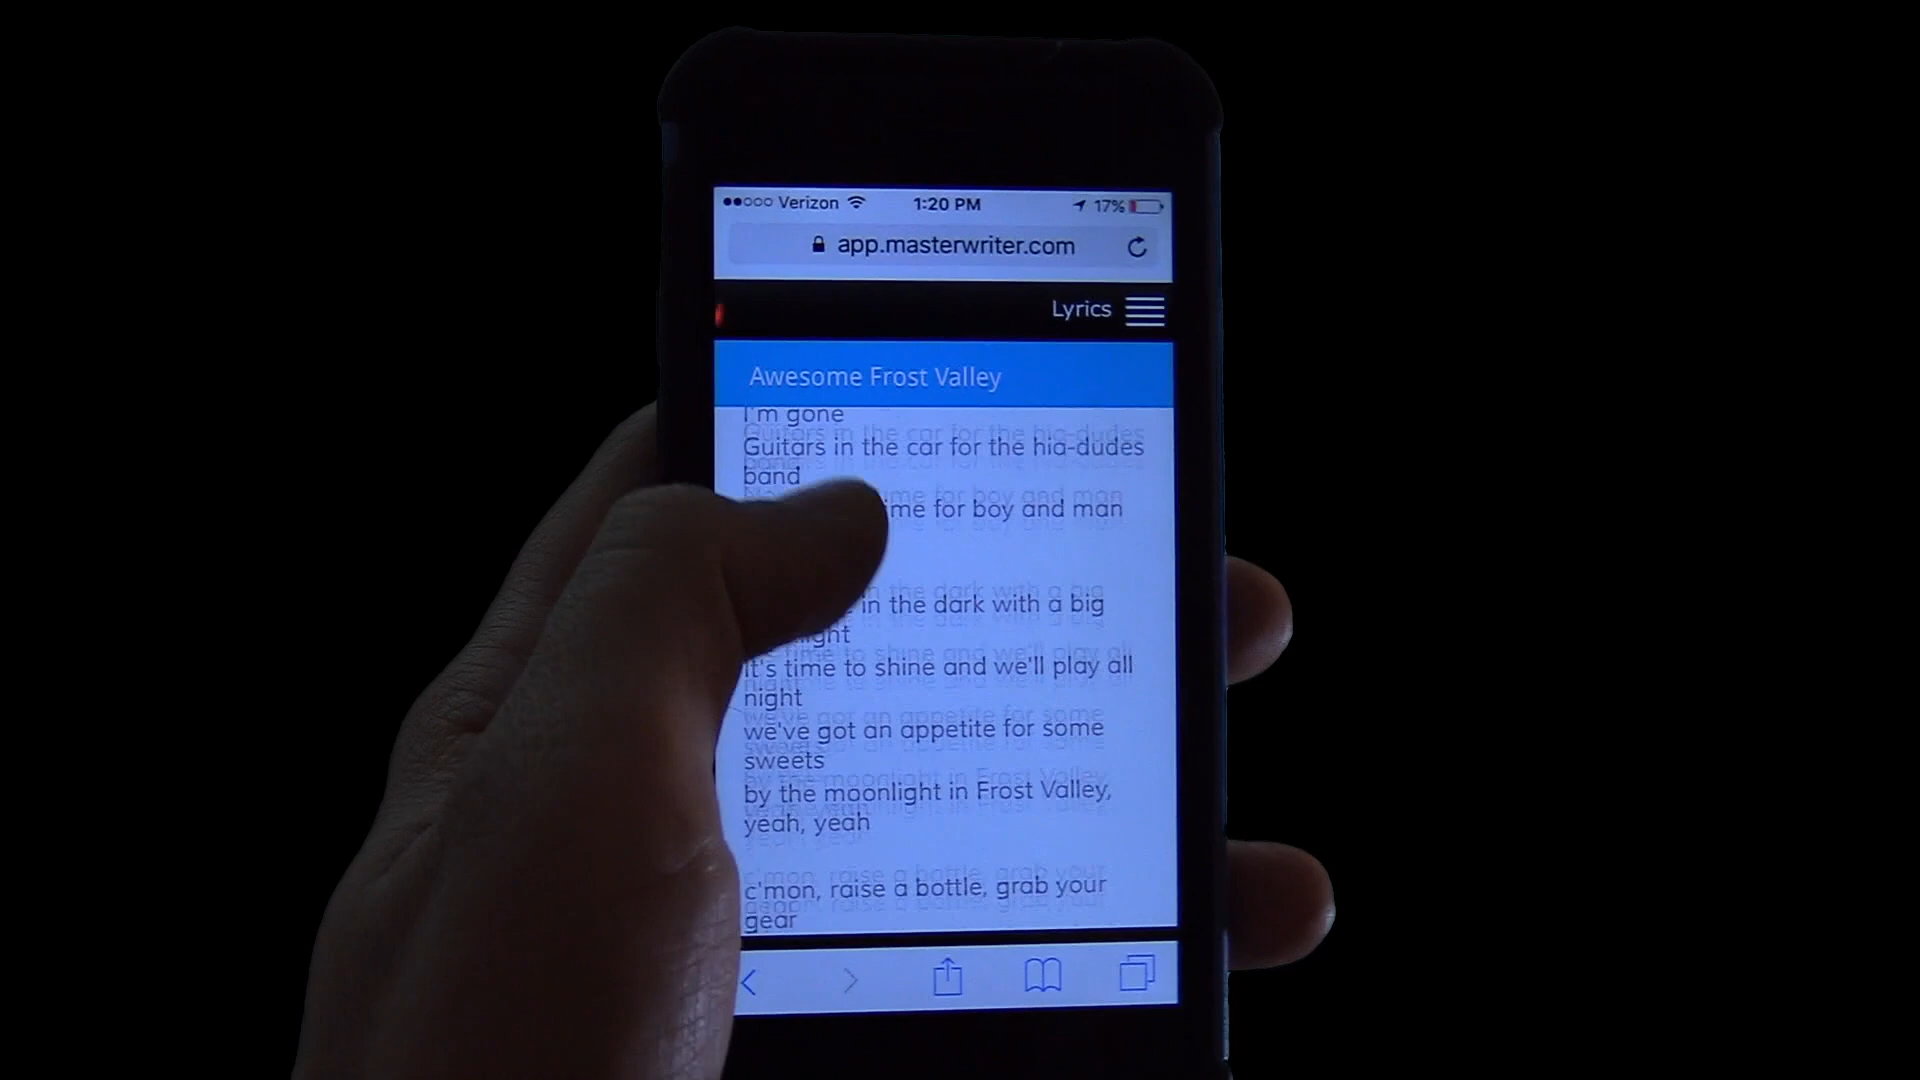 Verizon 1:20 PM 17%
app.masterwriter.com
Lyrics
Awesome Frost Valley
I'm gone
Guitars in the car for the hia-dudes
band
for boy and man
in the dark with a big
It's time to shine and we'll play all
night
we've got an appetite for some
sweets
by the moonlight in Frost Valley,
yeah, yeah
c'mon, raise a bottle, grab your
gear